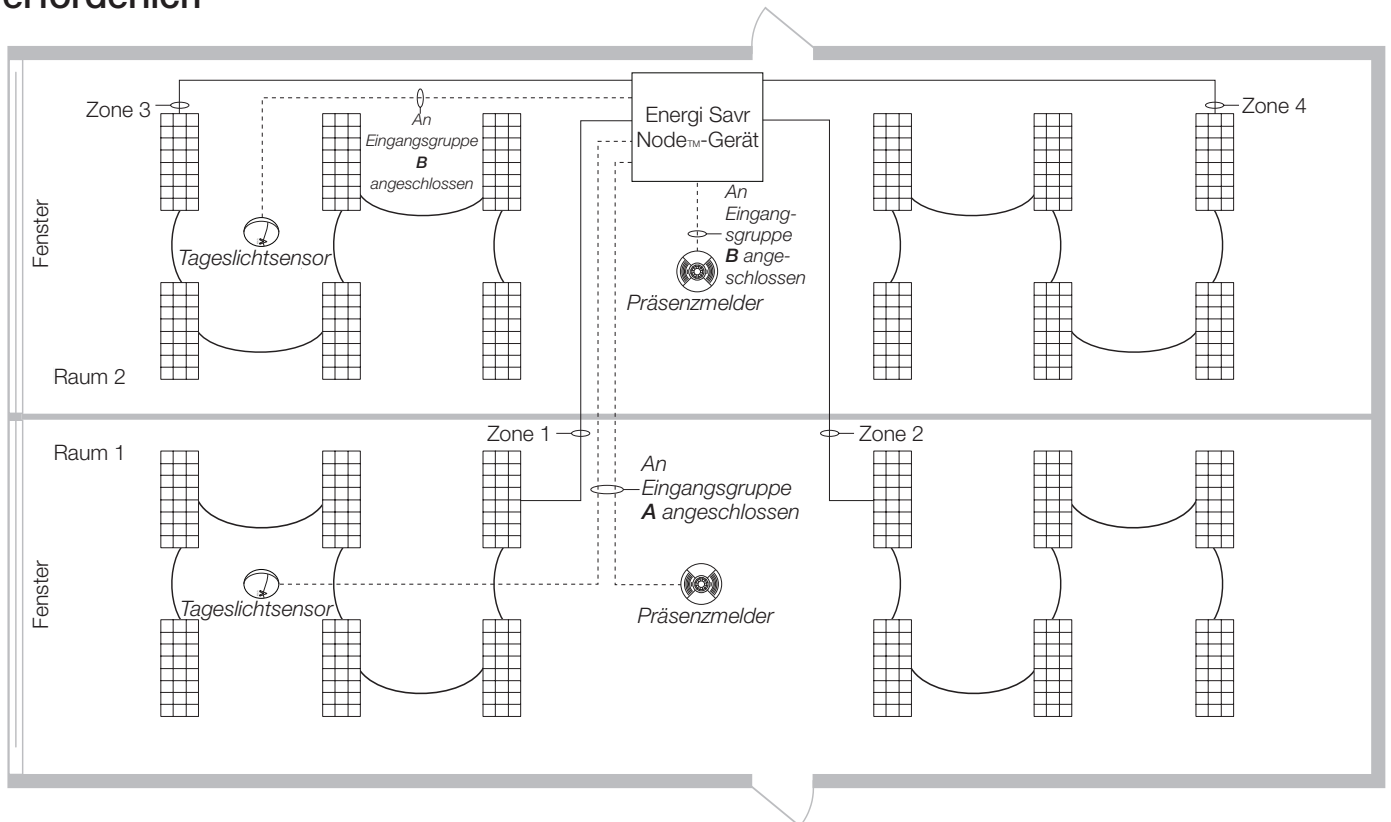 erforderlich
Zone 3
Zone 4
An
Eingangsgruppe
B
angeschlossen
Energi Savr
Node™-Gerät
An
Eingang-
sgruppe
B ange-
schlossen
Fenster
Tageslichtsensor
Präsenzmelder
Raum 2
Zone 1
Zone 2
Raum 1
An
Eingangsgruppe
A angeschlossen
Fenster
Tageslichtsensor
Präsenzmelder